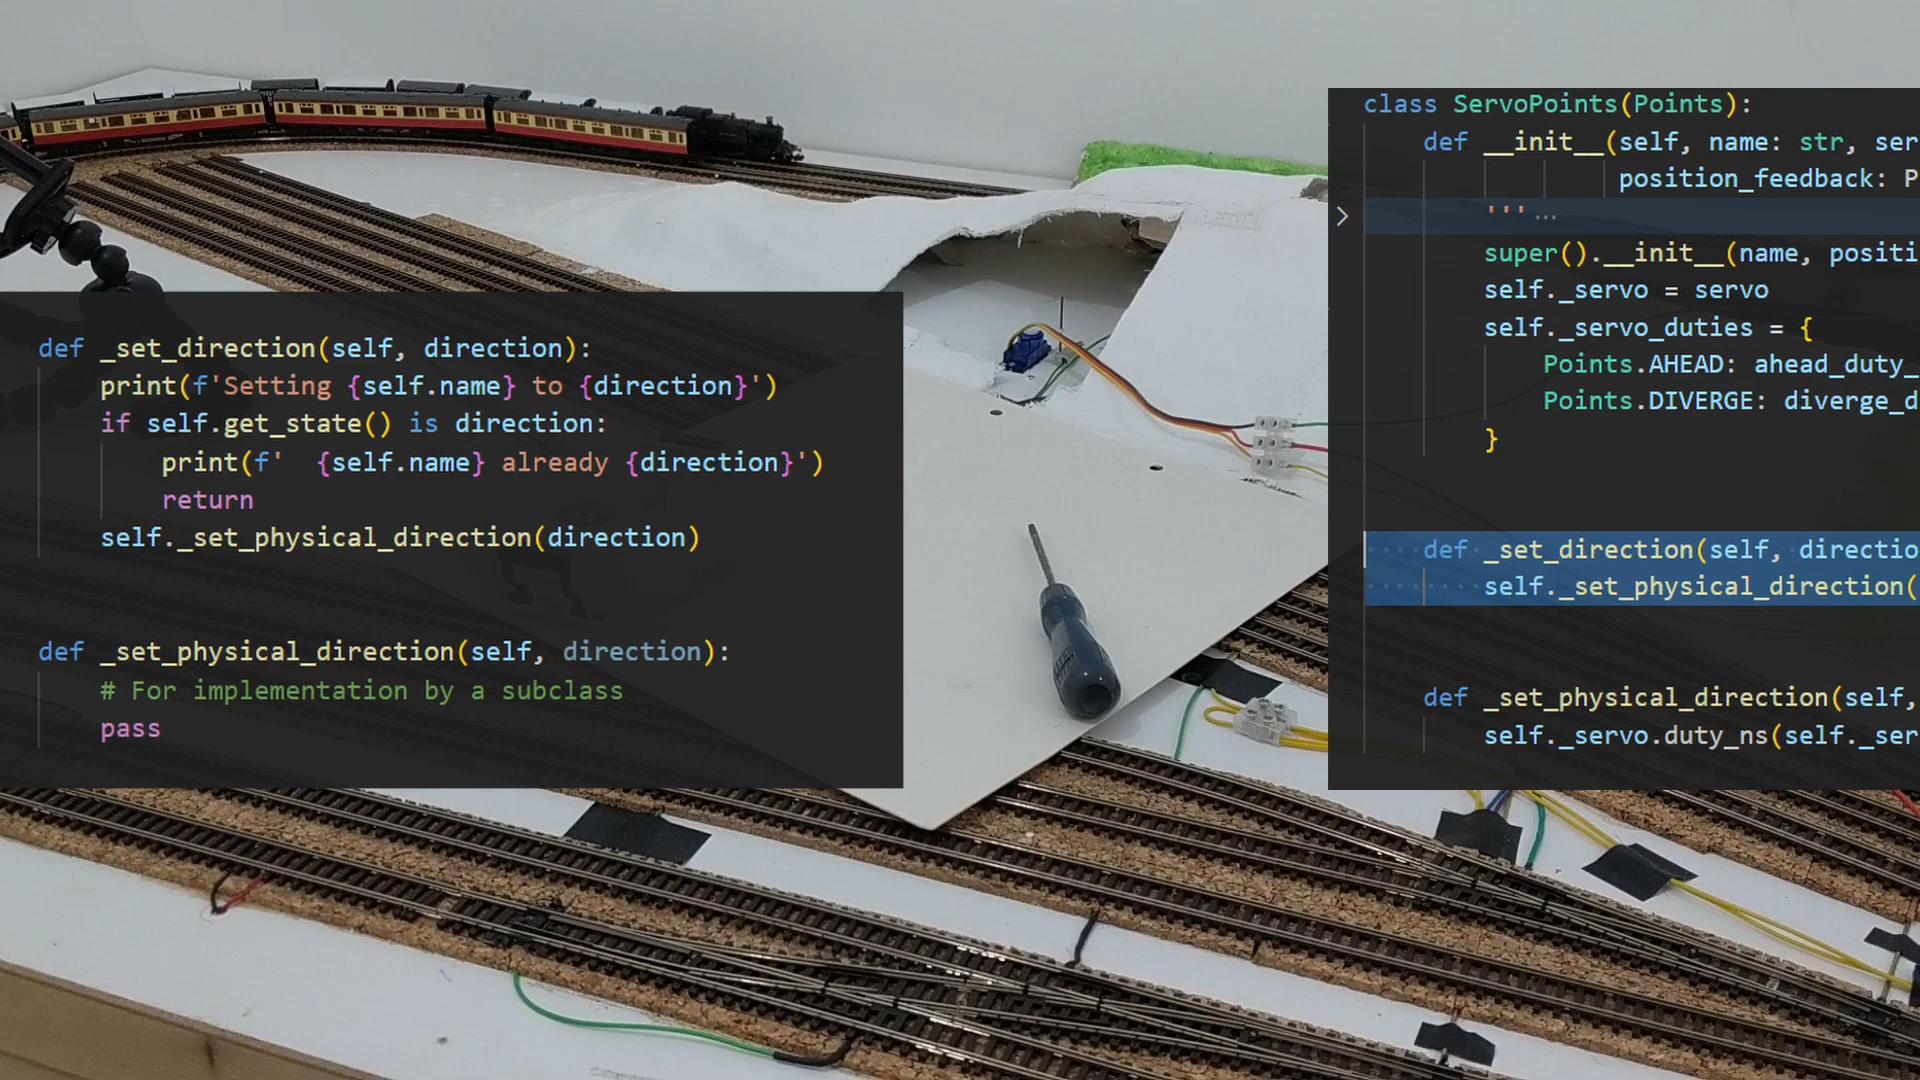 def _set_direction(self, direction):
print(f'Setting {self.name} to {direction}')
if self.get_state() is direction:
print(f'  {self.name} already {direction}')
return
self._set_physical_direction(direction)
def _set_physical_direction(self, direction):
# For implementation by a subclass
pass
class ServoPoints(Points):
def __init__(self, name: str, ser
position_feedback: P
'''...
super().__init__(name, positi
self._servo = servo
self._servo_duties = {
Points.AHEAD: ahead_duty_
Points.DIVERGE: diverge_d
}
def _set_direction(self, directio
self._set_physical_direction(
def _set_physical_direction(self,
self._servo.duty_ns(self._ser